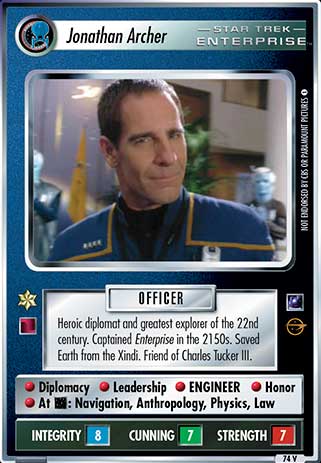 Jonathan Archer
STAR TREK
ENTERPRISE™
NOT ENDORSED BY CBS OR PARAMOUNT PICTURES
OFFICER
Heroic diplomat and greatest explorer of the 22nd
century. Captained Enterprise in the 2150s. Saved
Earth from the Xindi. Friend of Charles Tucker III.
Diplomacy Leadership ENGINEER Honor
At : Navigation, Anthropology, Physics, Law
INTEGRITY 8 CUNNING 7 STRENGTH 7
74 V